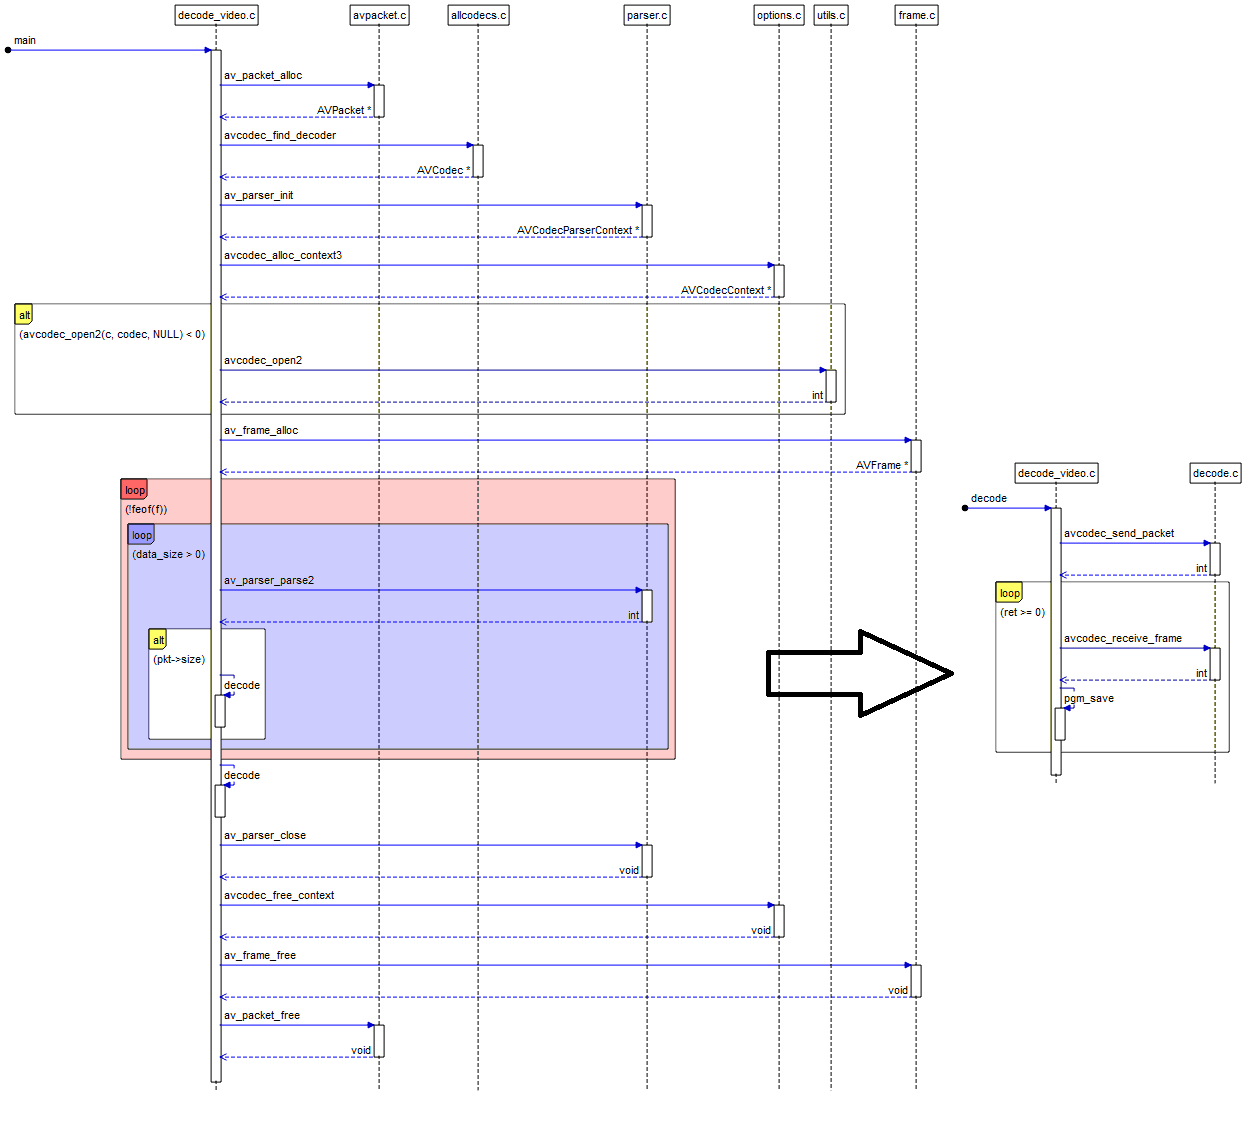 decode_video.c avpacket.c allcodecs.c parser.c options.c utils.c frame.c
main
av_packet_alloc
AVPacket *
avcodec_find_decoder
AVCodec *
av_parser_init
AVCodecParserContext *
avcodec_alloc_context3
AVCodecContext *
alt
(avcodec_open2(c, codec, NULL) < 0)
avcodec_open2
int
av_frame_alloc
AVFrame *
loop
(!feof(f))
loop
(data_size > 0)
av_parser_parse2
int
alt
(pkt->size)
decode
decode
av_parser_close
void
avcodec_free_context
void
av_frame_free
void
av_packet_free
void
decode_video.c decode.c
decode
avcodec_send_packet
int
loop
(ret >= 0)
avcodec_receive_frame
int
pgm_save